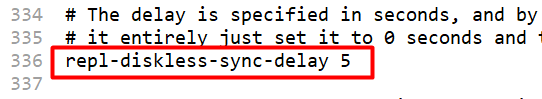 334 # The delay is specified in seconds, and by
335 # it entirely just set it to 0 seconds and
336 repl-diskless-sync-delay 5
337